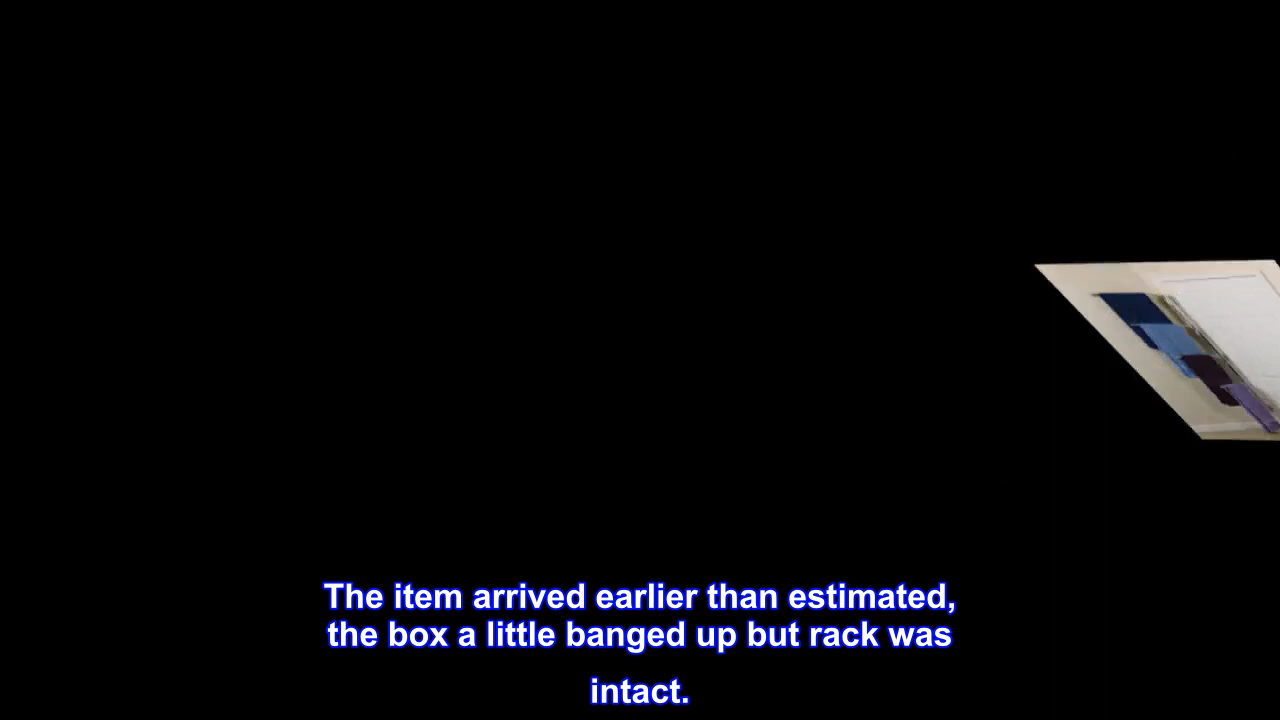 The item arrived earlier than estimated,
the box a little banged up but rack was
intact.